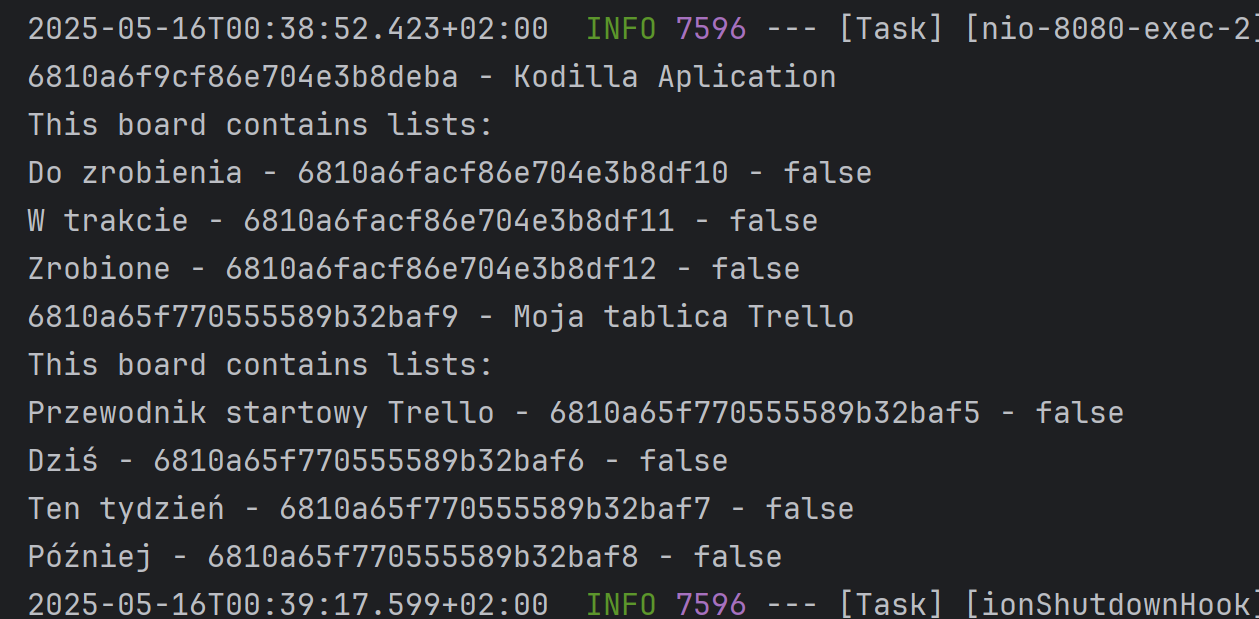 2025-05-16T00:38:52.423+02:00  INFO 7596 --- [Task] [nio-8080-exec-2]
6810a6f9cf86e704e3b8deba - Kodilla Aplication
This board contains lists:
Do zrobienia - 6810a6facf86e704e3b8df10 - false
W trakcie - 6810a6facf86e704e3b8df11 - false
Zrobione - 6810a6facf86e704e3b8df12 - false
6810a65f770555589b32baf9 - Moja tablica Trello
This board contains lists:
Przewodnik startowy Trello - 6810a65f770555589b32baf5 - false
Dziś - 6810a65f770555589b32baf6 - false
Ten tydzień - 6810a65f770555589b32baf7 - false
Później - 6810a65f770555589b32baf8 - false
2025-05-16T00:39:17.599+02:00  INFO 7596 --- [Task] [ionShutdownHook]